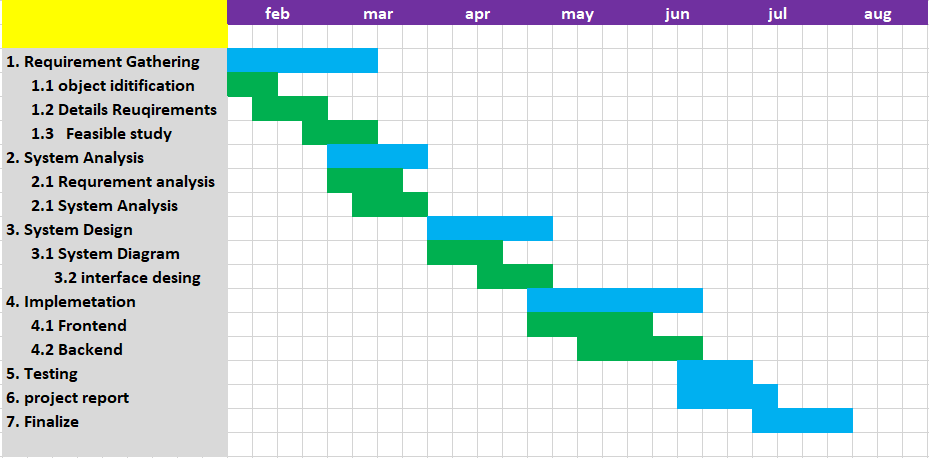 feb mar apr may jun jul aug
1. Requirement Gathering
1.1 object iditification
1.2 Details Reuqirements
1.3 Feasible study
2. System Analysis
2.1 Requrement analysis
2.1 System Analysis
3. System Design
3.1 System Diagram
3.2 interface desing
4. Implemetation
4.1 Frontend
4.2 Backend
5. Testing
6. project report
7. Finalize